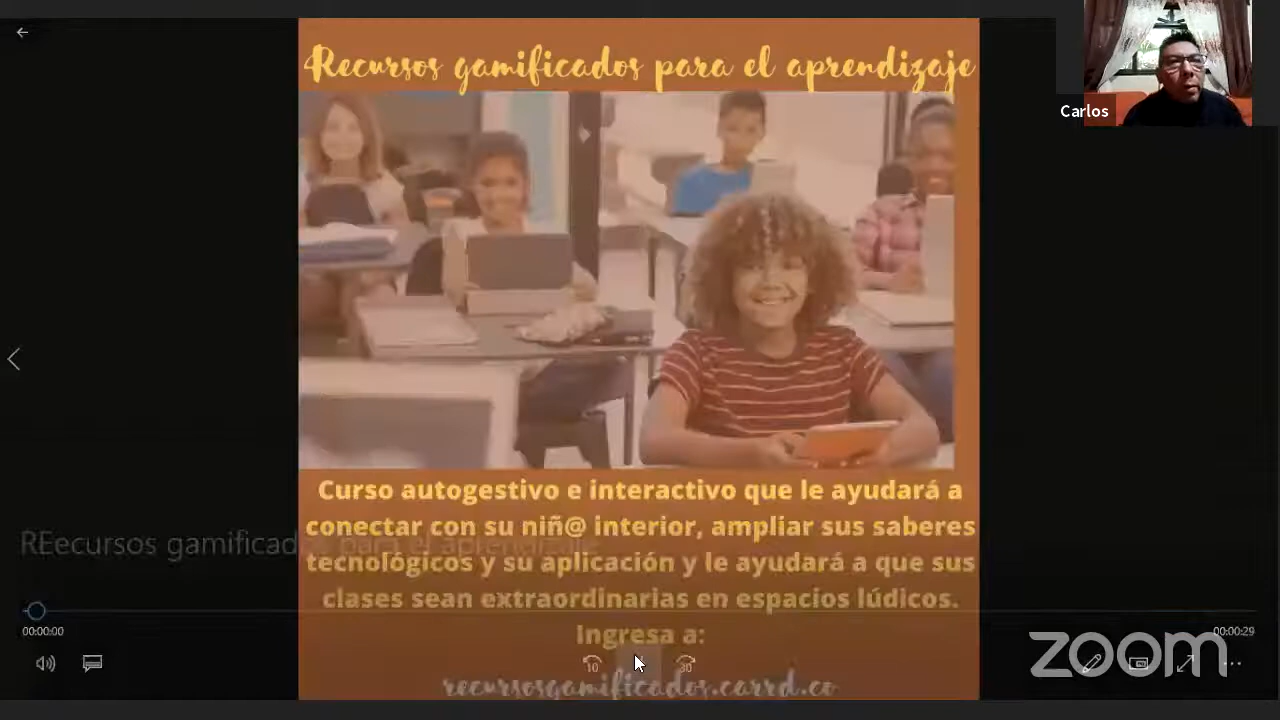 Recursos gamificados para el aprendizaje
Carlos
Curso autogestivo e interactivo que le ayudará a
conectar con su niñ@ interior, ampliar sus saberes
tecnológicos y su aplicación y le ayudará a que sus
clases sean extraordinarias en espacios lúdicos.
Ingresa a:
recursosgamificados.carrd.co
REecursos gamificados para el aprendizaje
00:00:00
00:00:29
10
30
zoom